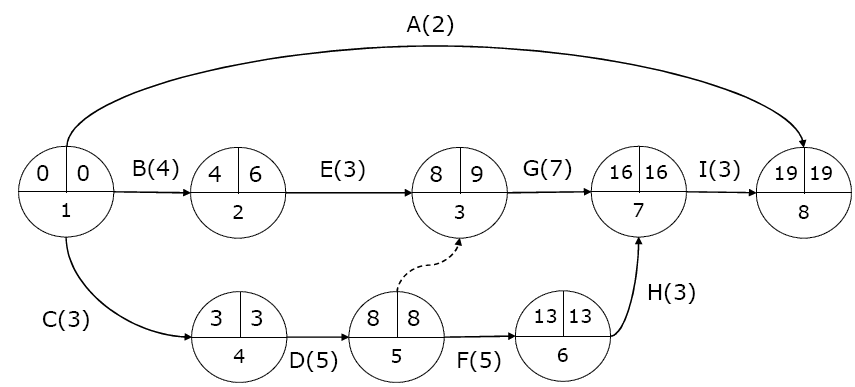 A(2)
0 0
1
B(4)
4 6
2
E(3)
8 9
3
G(7)
16 16
7
I(3)
19 19
8
C(3)
3 3
4
D(5)
8 8
5
F(5)
13 13
6
H(3)